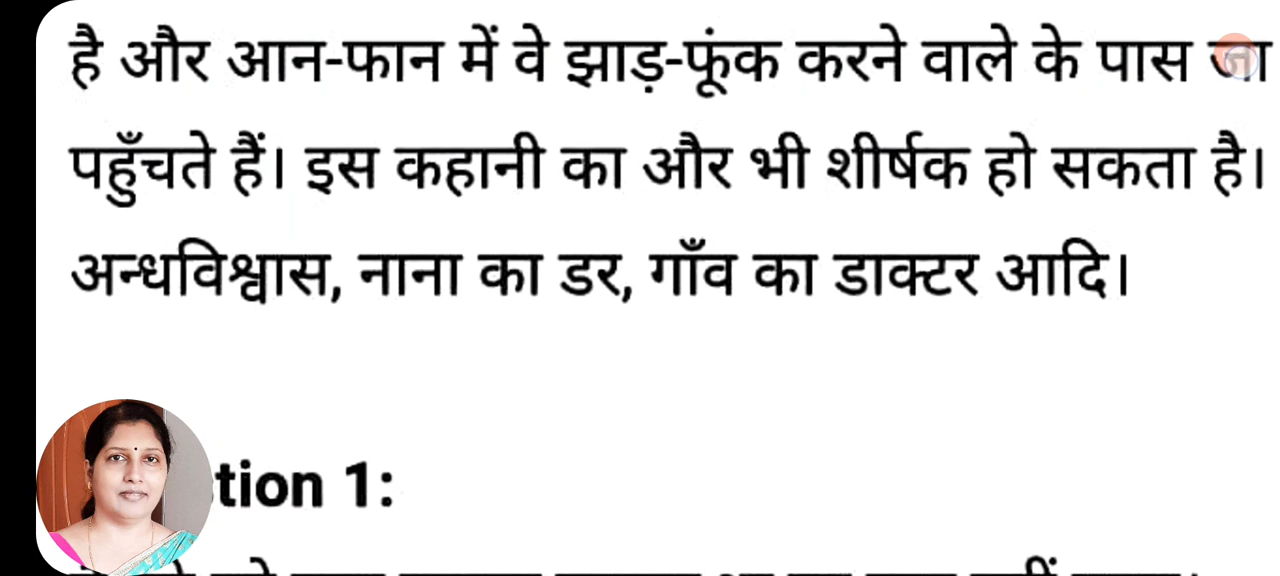 है और आन-फान में वे झाड़-फूंक करने वाले के पास जा
पहुँचते हैं। इस कहानी का और भी शीर्षक हो सकता है।
अन्धविश्वास, नाना का डर, गाँव का डाक्टर आदि।
tion 1: